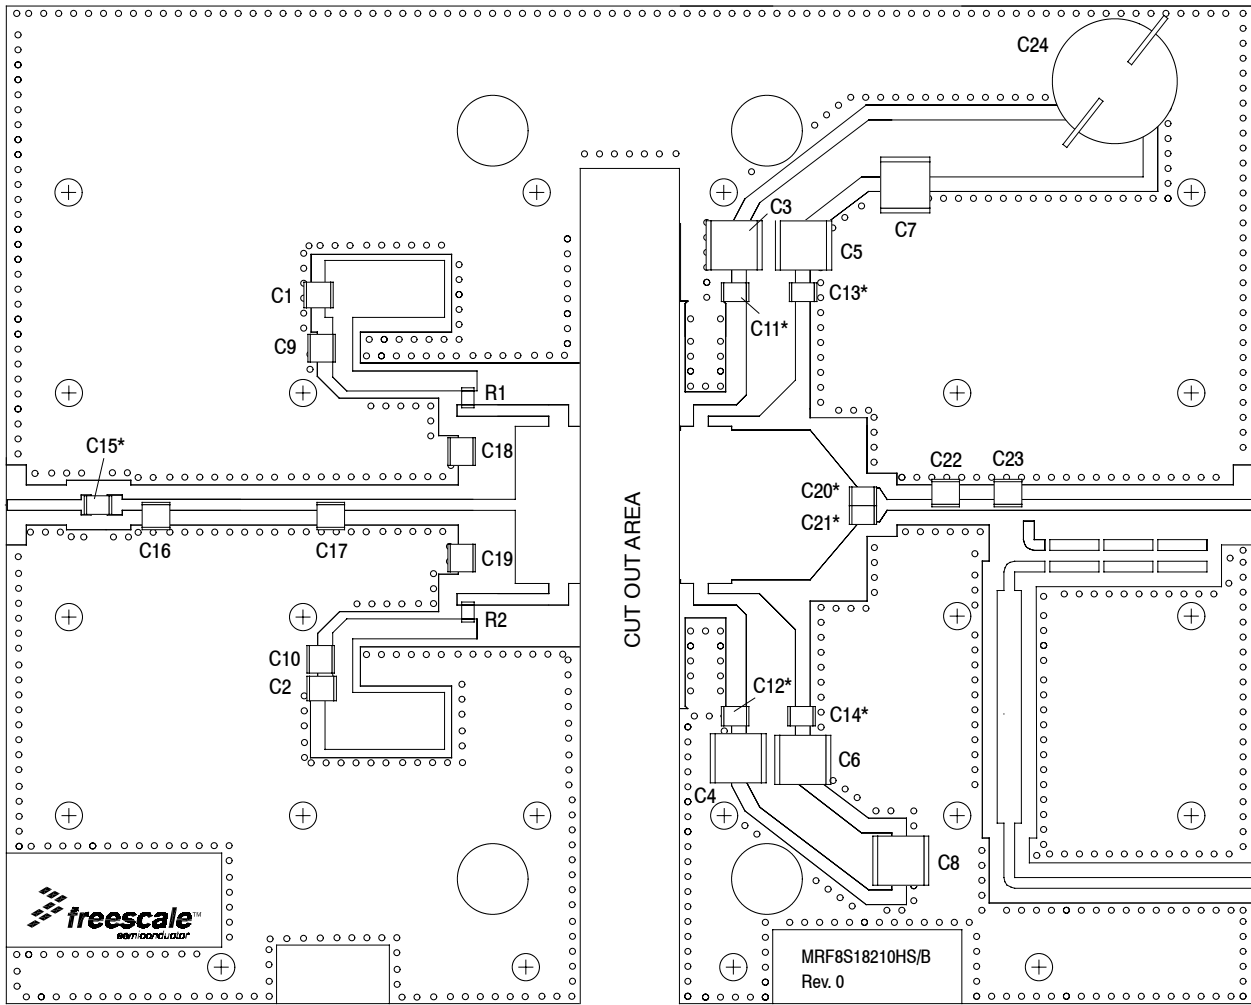 C24
C3
C5
C7
C1
C11*
C13*
C9
R1
C15*
C18
C22
C23
C20*
C21*
C16
C17
C19
CUT OUT AREA
R2
C10
C2
C12*
C14*
C4
C6
C8
freescale™
semiconductor
MRF8S18210HS/B
Rev. 0